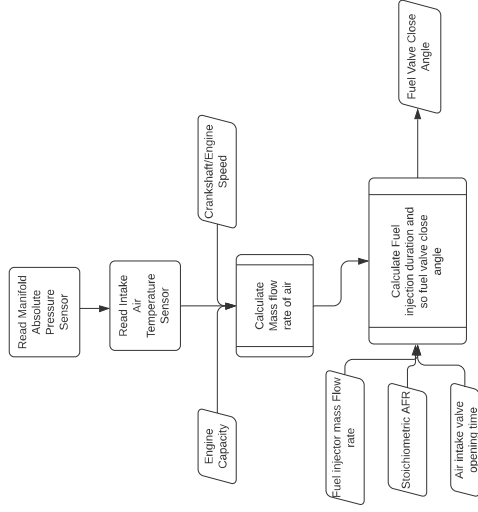 Read Manifold
Absolute
Pressure
Sensor
Read Intake
Air
Temperature
Sensor
Engine
Capacity
Crankshaft/Engine
Speed
Calculate
Mass flow
rate of air
Fuel injector mass Flow
rate
Stoichiometric AFR
Air intake valve
opening time
Calculate Fuel
injection duration and
so fuel valve close
angle
Fuel Valve Close
Angle